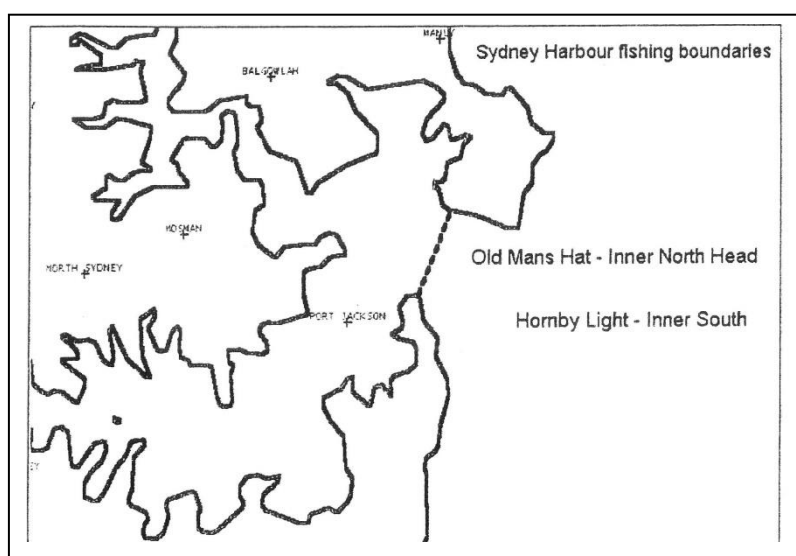 MANLY
Sydney Harbour fishing boundaries
BALGOWLAH
MOSMAN
Old Mans Hat - Inner North Head
NORTH SYDNEY
PORT JACKSON
Hornby Light - Inner South
EY